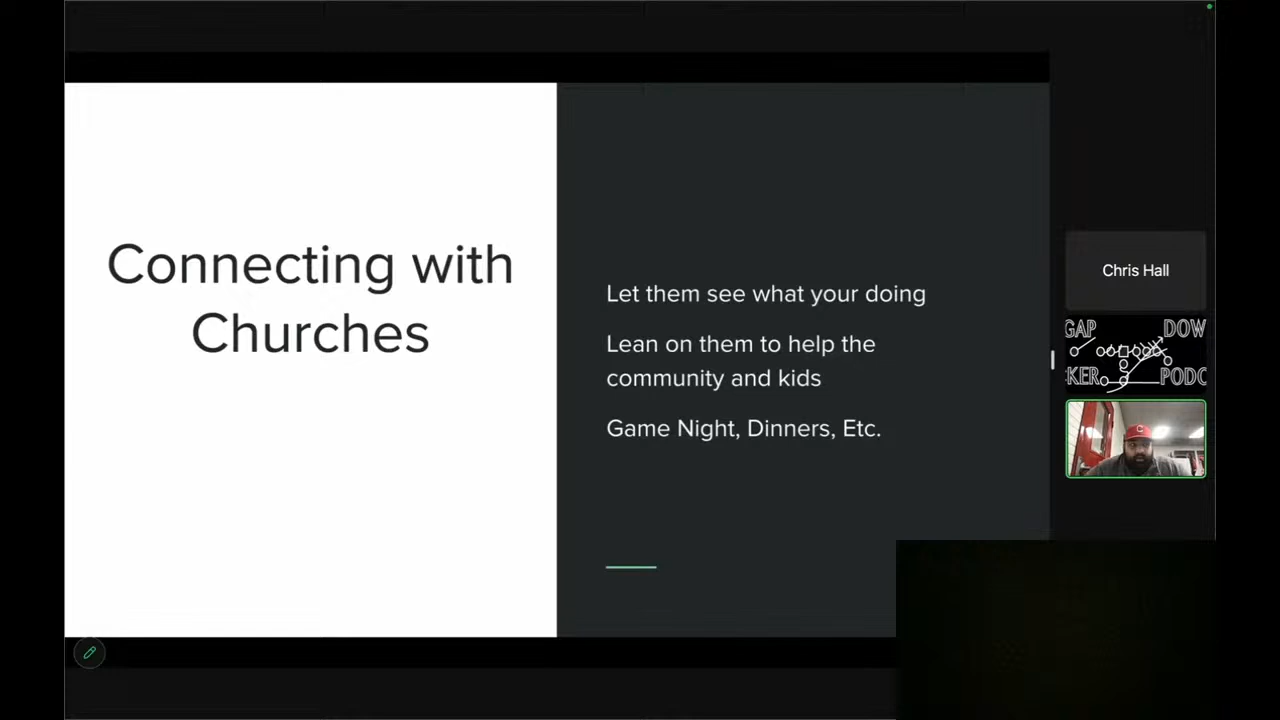 Connecting with
Churches
Let them see what your doing
Lean on them to help the
community and kids
Game Night, Dinners, Etc.
Chris Hall
GAP DOW
KER PODC
C